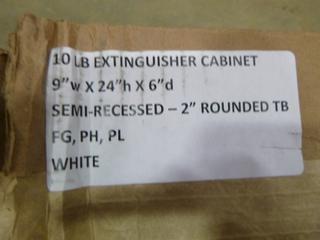 10 LB EXTINGUISHER CABINET
9"w X 24"h X 6"d
SEMI-RECESSED – 2" ROUNDED TB
FG, PH, PL
WHITE